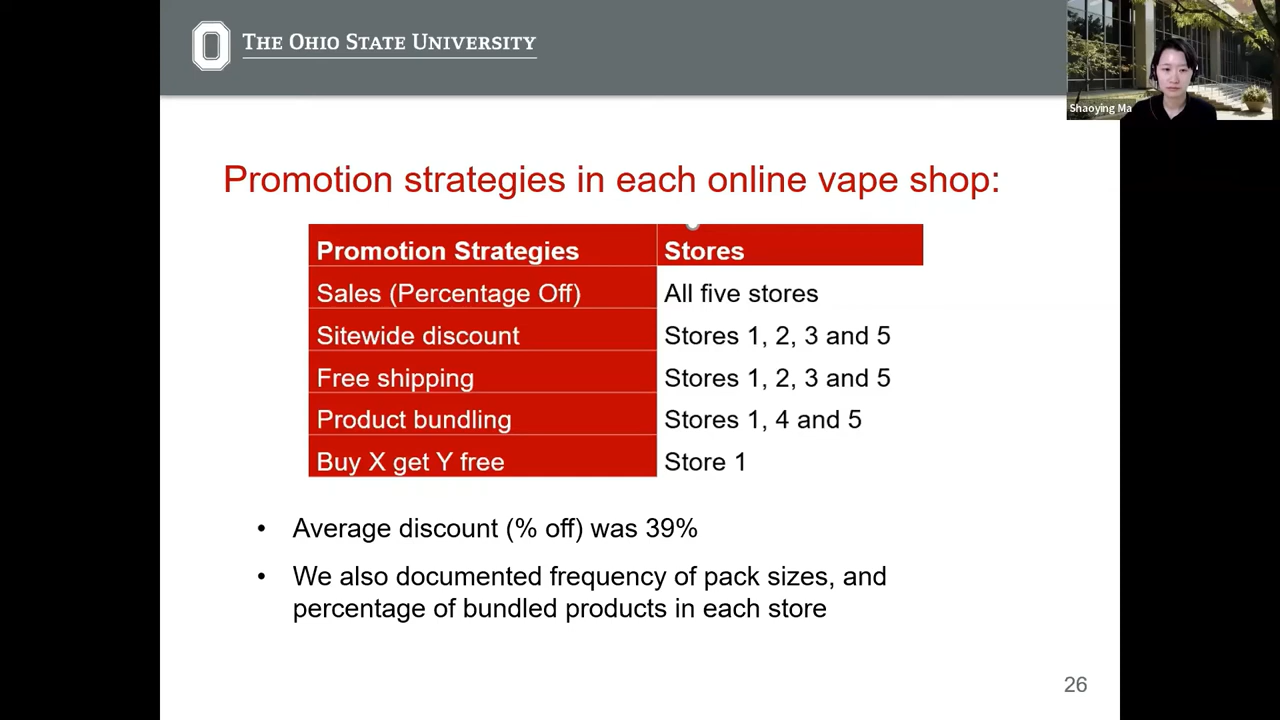 THE OHIO STATE UNIVERSITY
Shaoying Ma
Promotion strategies in each online vape shop:
Promotion Strategies Stores
Sales (Percentage Off) All five stores
Sitewide discount Stores 1, 2, 3 and 5
Free shipping Stores 1, 2, 3 and 5
Product bundling Stores 1, 4 and 5
Buy X get Y free Store 1
• Average discount (% off) was 39%
• We also documented frequency of pack sizes, and
percentage of bundled products in each store
26